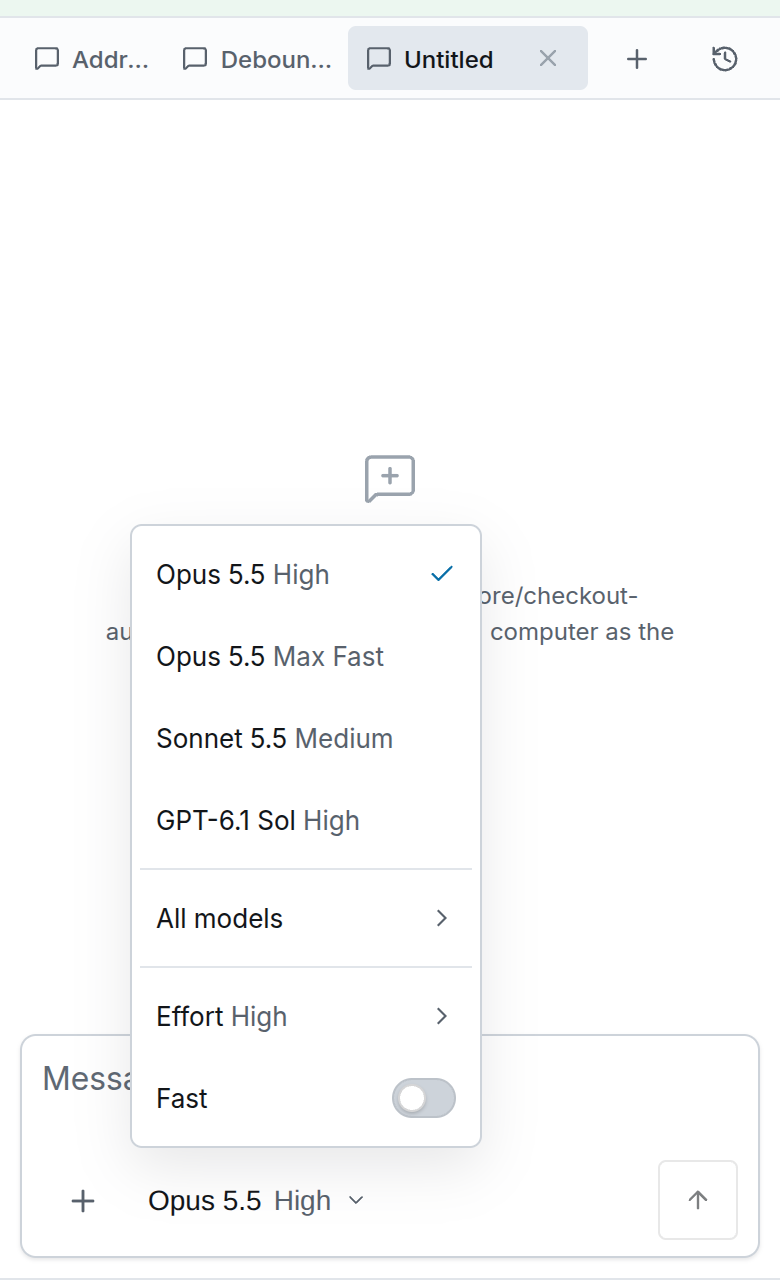 Addr...
Deboun...
Untitled
Opus 5.5 High
ore/checkout-
au
computer as the
Opus 5.5 Max Fast
Sonnet 5.5 Medium
GPT-6.1 Sol High
All models
Effort High
Messa
Fast
Opus 5.5 High